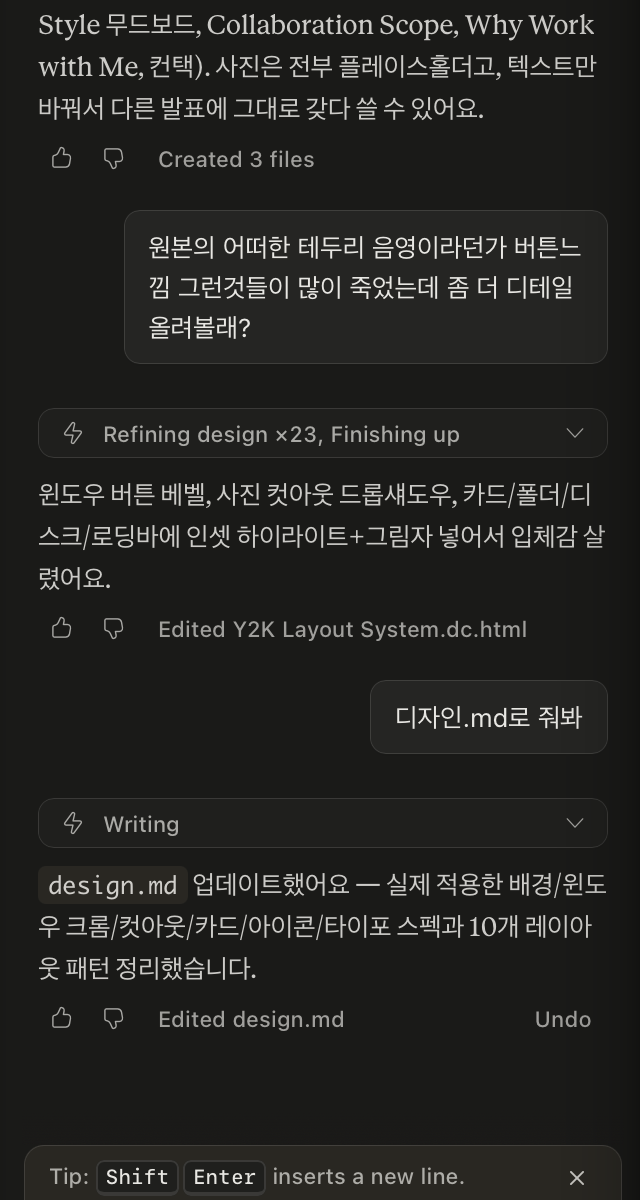 Style 무드보드, Collaboration Scope, Why Work
with Me, 컨택). 사진은 전부 플레이스홀더고, 텍스트만
바꿔서 다른 발표에 그대로 갖다 쓸 수 있어요.
Created 3 files
원본의 어떠한 테두리 음영이라던가 버튼느
낌 그런것들이 많이 죽었는데 좀 더 디테일
올려볼래?
Refining design ×23, Finishing up
윈도우 버튼 베벨, 사진 컷아웃 드롭섀도우, 카드/폴더/디
스크/로딩바에 인셋 하이라이트+그림자 넣어서 입체감 살
렸어요.
Edited Y2K Layout System.dc.html
디자인.md로 줘봐
Writing
design.md 업데이트했어요 — 실제 적용한 배경/윈도
우 크롬/컷아웃/카드/아이콘/타이포 스펙과 10개 레이아
웃 패턴 정리했습니다.
Edited design.md Undo
Tip: Shift Enter inserts a new line.